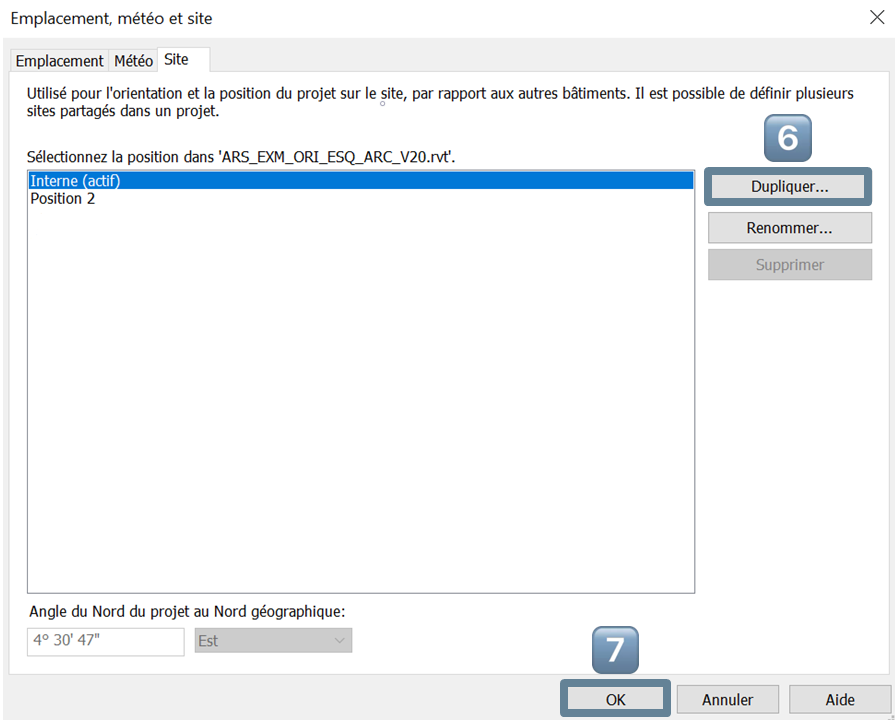 Emplacement, météo et site
Emplacement
Météo
Site
Utilisé pour l'orientation et la position du projet sur le site, par rapport aux autres bâtiments. Il est possible de définir plusieurs
sites partagés dans un projet.
6
Sélectionnez la position dans 'ARS_EXM_ORI_ESQ_ARC_V20.rvt'.
Interne (actif)
Position 2
Dupliquer...
Renommer...
Supprimer
Angle du Nord du projet au Nord géographique:
4° 30' 47"
Est
7
OK
Annuler
Aide